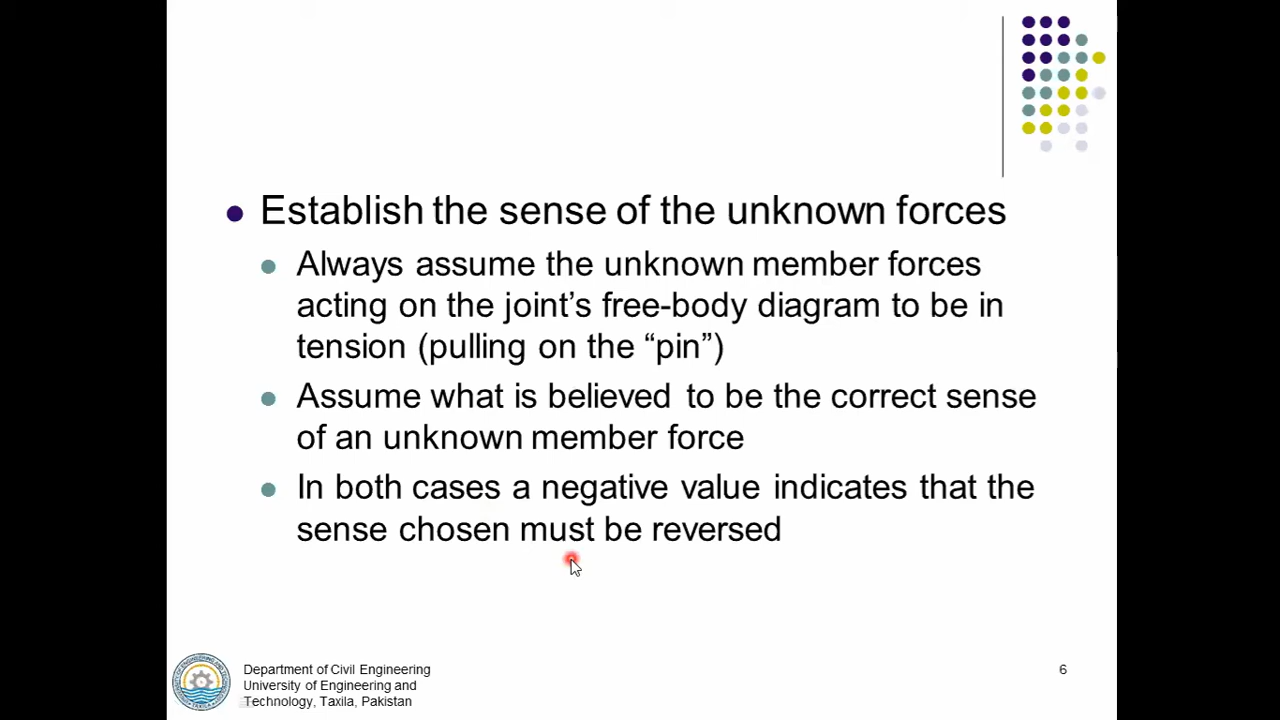 Establish the sense of the unknown forces
Always assume the unknown member forces
acting on the joint’s free-body diagram to be in
tension (pulling on the “pin”)
Assume what is believed to be the correct sense
of an unknown member force
In both cases a negative value indicates that the
sense chosen must be reversed
Department of Civil Engineering
University of Engineering and
Technology, Taxila, Pakistan
6